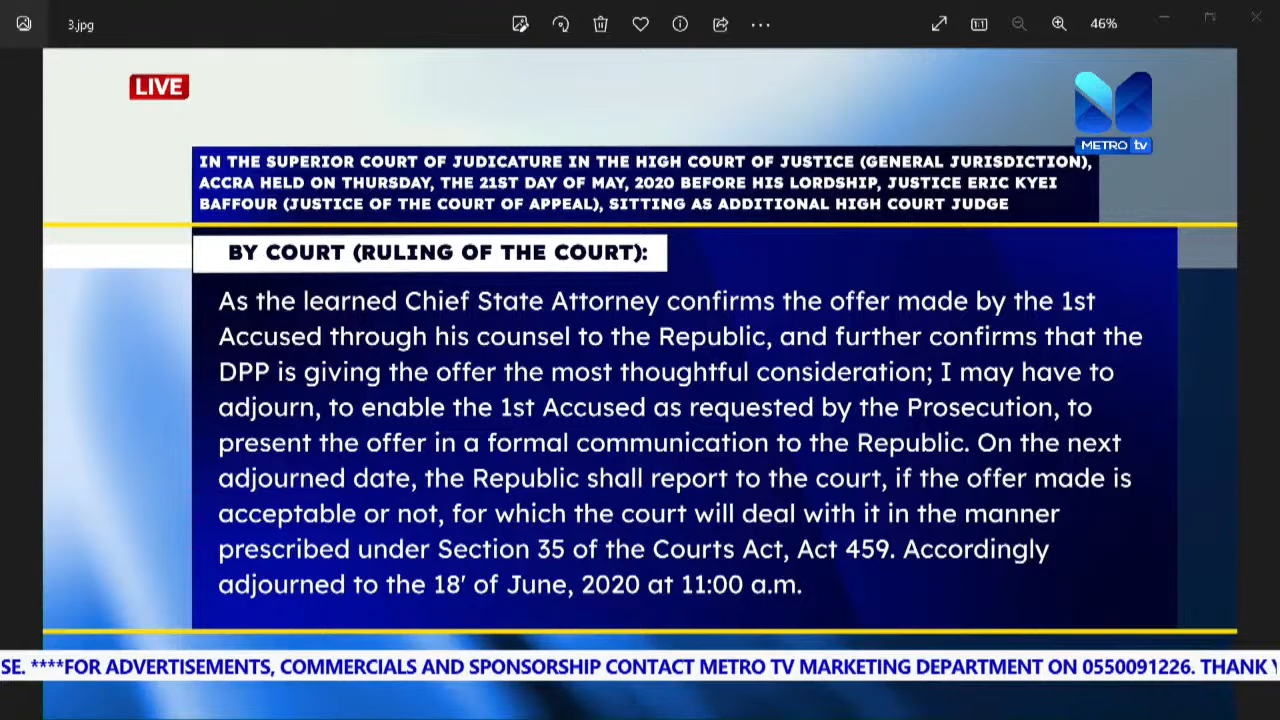 3.jpg
46%
LIVE
METRO tv
IN THE SUPERIOR COURT OF JUDICATURE IN THE HIGH COURT OF JUSTICE (GENERAL JURISDICTION),
ACCRA HELD ON THURSDAY, THE 21ST DAY OF MAY, 2020 BEFORE HIS LORDSHIP, JUSTICE ERIC KYEI
BAFFOUR (JUSTICE OF THE COURT OF APPEAL), SITTING AS ADDITIONAL HIGH COURT JUDGE
BY COURT (RULING OF THE COURT):
As the learned Chief State Attorney confirms the offer made by the 1st
Accused through his counsel to the Republic, and further confirms that the
DPP is giving the offer the most thoughtful consideration; I may have to
adjourn, to enable the 1st Accused as requested by the Prosecution, to
present the offer in a formal communication to the Republic. On the next
adjourned date, the Republic shall report to the court, if the offer made is
acceptable or not, for which the court will deal with it in the manner
prescribed under Section 35 of the Courts Act, Act 459. Accordingly
adjourned to the 18' of June, 2020 at 11:00 a.m.
SE. ****FOR ADVERTISEMENTS, COMMERCIALS AND SPONSORSHIP CONTACT METRO TV MARKETING DEPARTMENT ON 0550091226. THANK